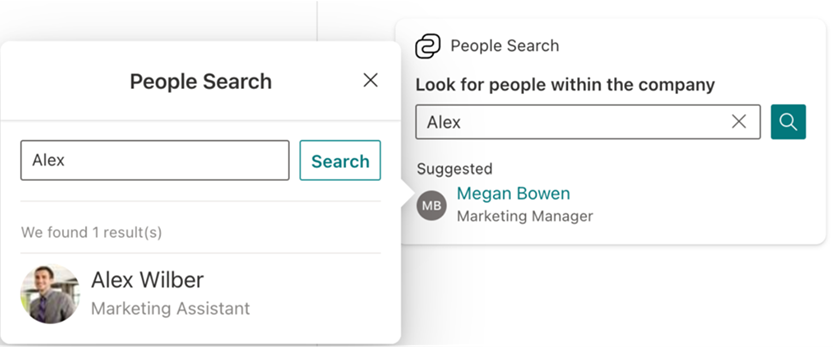 People Search
Alex
Search
We found 1 result(s)
Alex Wilber
Marketing Assistant
People Search
Look for people within the company
Alex
Suggested
MB
Megan Bowen
Marketing Manager